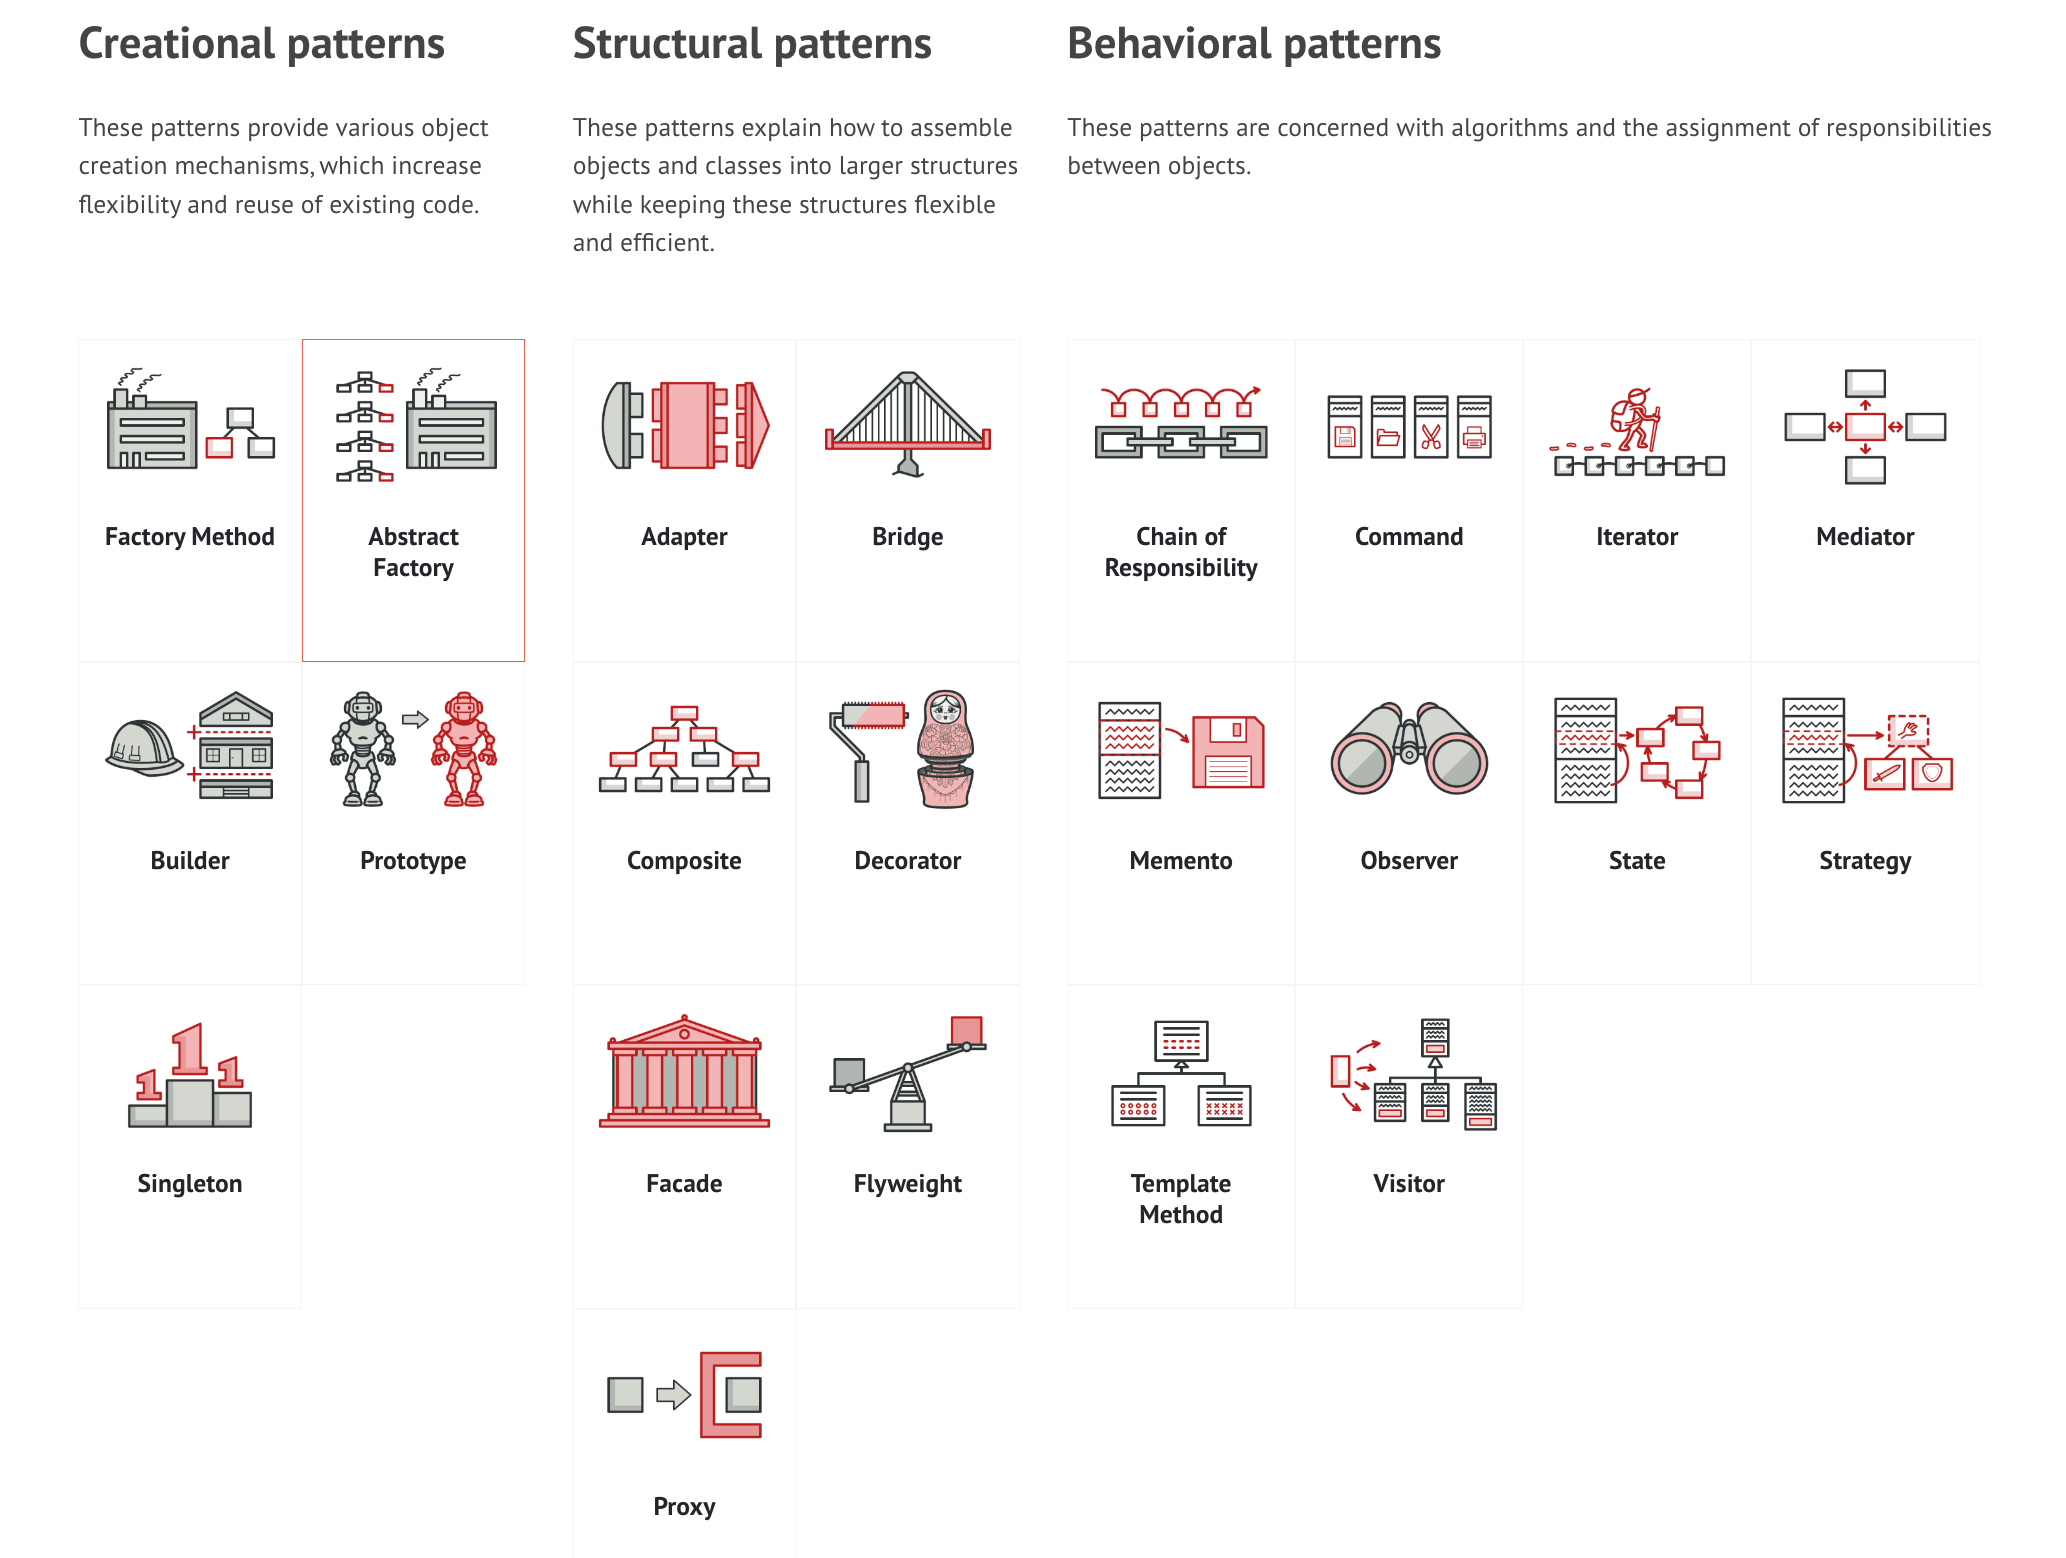 Creational patterns
These patterns provide various object
creation mechanisms, which increase
flexibility and reuse of existing code.
Factory Method
Abstract
Factory
Builder
Prototype
Singleton
Structural patterns
These patterns explain how to assemble
objects and classes into larger structures
while keeping these structures flexible
and efficient.
Adapter
Bridge
Composite
Decorator
Facade
Flyweight
Proxy
Behavioral patterns
These patterns are concerned with algorithms and the assignment of responsibilities
between objects.
Chain of
Responsibility
Command
Iterator
Mediator
Memento
Observer
State
Strategy
Template
Method
Visitor
1
1
1